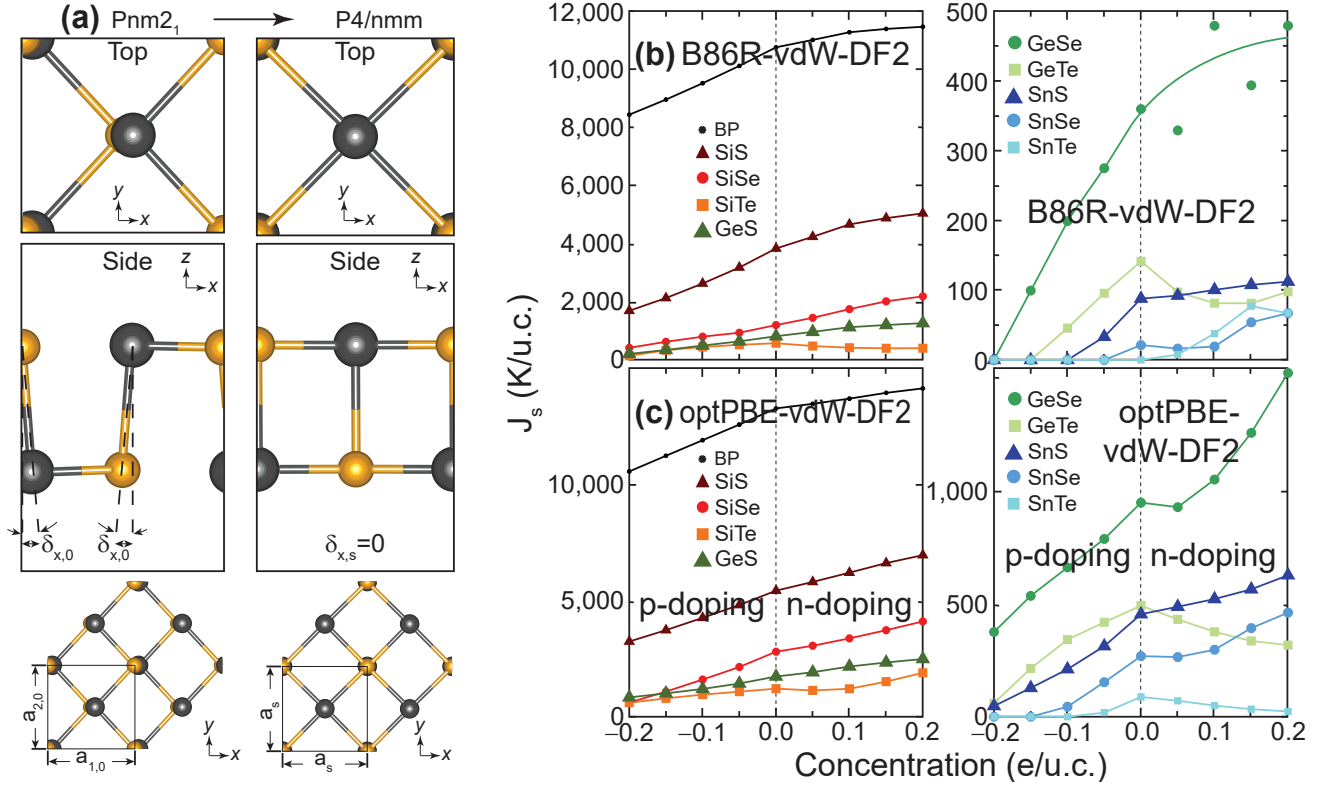 (a) Pnm2₁ P4/nmm
Top Top
y x y x
Side Side
z x z x
δx,0 δx,0 δx,s=0
a2,0 as
a1,0 as
y x y x
Js (K/u.c.)
(b) B86R-vdW-DF2
12,000
10,000
8,000
6,000
4,000
2,000
0
BP
SiS
SiSe
SiTe
GeS
500
400
300
200
100
0
GeSe
GeTe
SnS
SnSe
SnTe
B86R-vdW-DF2
(c) optPBE-vdW-DF2
10,000
5,000
0
BP
SiS
SiSe
SiTe
GeS
p-doping n-doping
−0.2 −0.1 0.0 0.1 0.2
1,000
500
0
GeSe
GeTe
SnS
SnSe
SnTe
optPBE-
vdW-DF2
p-doping n-doping
−0.2 −0.1 0.0 0.1 0.2
Concentration (e/u.c.)